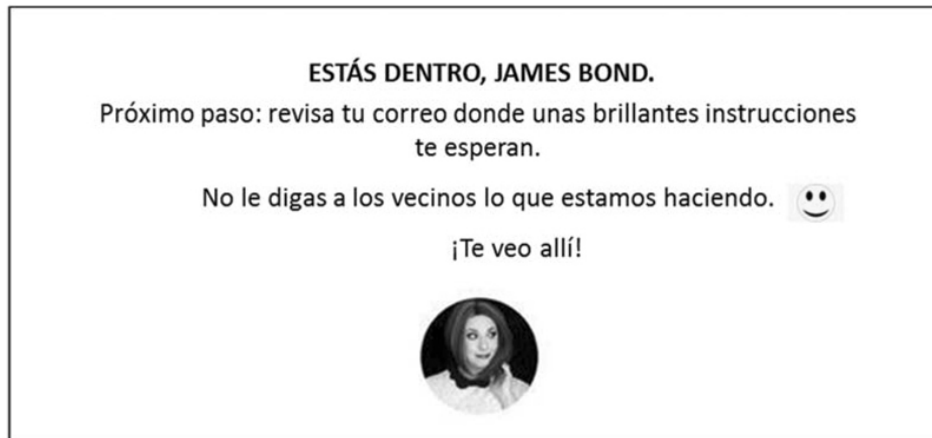 ESTÁS DENTRO, JAMES BOND.
Próximo paso: revisa tu correo donde unas brillantes instrucciones
te esperan.
No le digas a los vecinos lo que estamos haciendo.
¡Te veo allí!